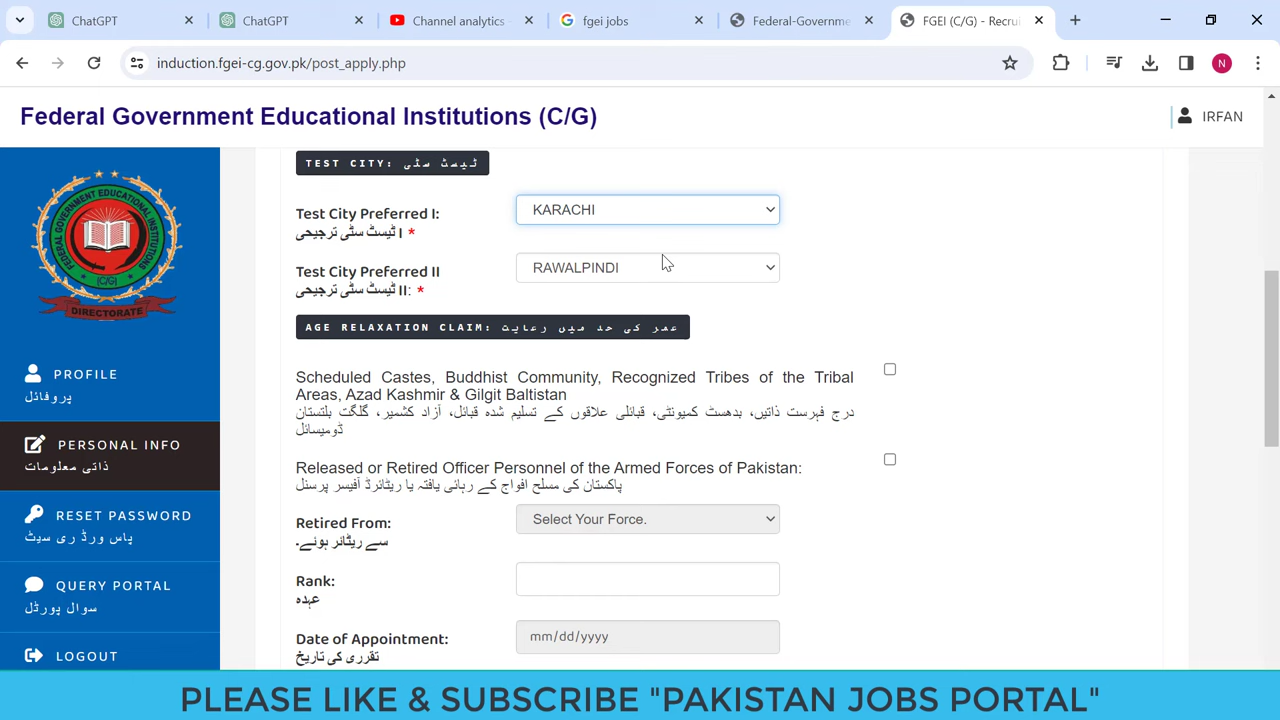 ChatGPT
ChatGPT
Channel analytics -
fgei jobs
Federal-Governme
FGEI (C/G) - Recrui
induction.fgei-cg.gov.pk/post_apply.php
N
Federal Government Educational Institutions (C/G)
IRFAN
FEDERAL GOVERNMENT EDUCATIONAL INSTITUTIONS
(C/G)
DIRECTORATE
PROFILE
پروفائل
PERSONAL INFO
ذاتی معلومات
RESET PASSWORD
پاس ورڈ ری سیٹ
QUERY PORTAL
سوال پورٹل
LOGOUT
TEST CITY: ٹیسٹ سٹی
Test City Preferred I:
KARACHI
ٹیسٹ سٹی ترجیحی I *
Test City Preferred II
RAWALPINDI
ٹیسٹ سٹی ترجیحی II: *
AGE RELAXATION CLAIM: عمر کی حد میں رعایت
Scheduled Castes, Buddhist Community, Recognized Tribes of the Tribal
Areas, Azad Kashmir & Gilgit Baltistan
درج فہرست ذاتیں، بدھسٹ کمیونٹی، قبائلی علاقوں کے تسلیم شدہ قبائل، آزاد کشمیر، گلگت بلتستان
ڈومیسائل
Released or Retired Officer Personnel of the Armed Forces of Pakistan:
پاکستان کی مسلح افواج کے رہائی یافتہ یا ریٹائرڈ آفیسر پرسنل
Retired From:
Select Your Force.
سے ریٹائر ہوئے۔
Rank:
عہدہ
Date of Appointment:
mm/dd/yyyy
تقرری کی تاریخ
PLEASE LIKE & SUBSCRIBE "PAKISTAN JOBS PORTAL"